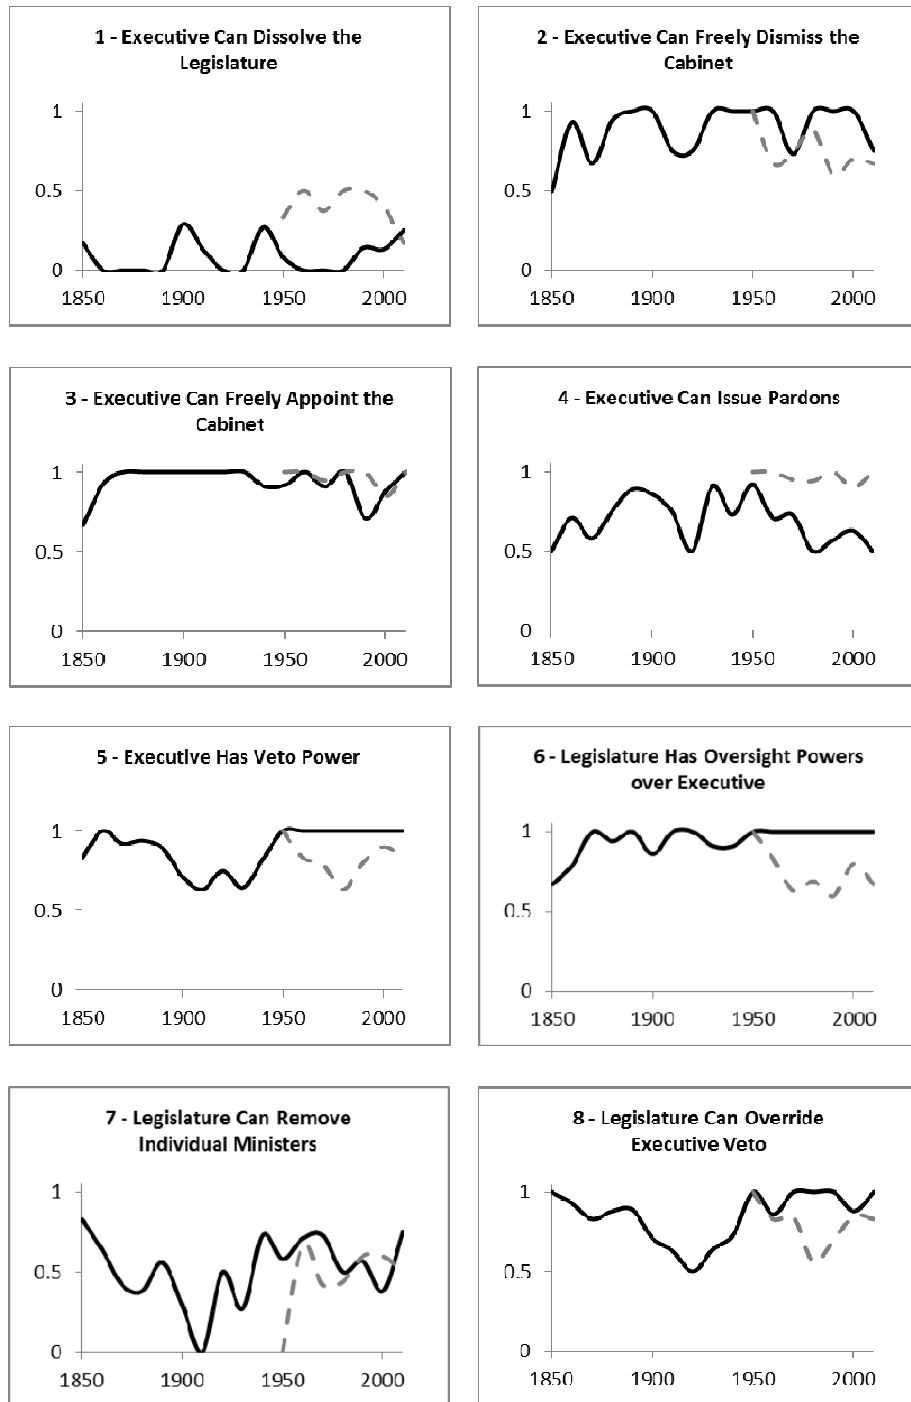 1 - Executive Can Dissolve the
Legislature
1
0.5
0
1850 1900 1950 2000
2 - Executive Can Freely Dismiss the
Cabinet
1
0.5
0
1850 1900 1950 2000
3 - Executive Can Freely Appoint the
Cabinet
1
0.5
0
1850 1900 1950 2000
4 - Executive Can Issue Pardons
1
0.5
0
1850 1900 1950 2000
5 - Executive Has Veto Power
1
0.5
0
1850 1900 1950 2000
6 - Legislature Has Oversight Powers
over Executive
1
0.5
0
1850 1900 1950 2000
7 - Legislature Can Remove
Individual Ministers
1
0.5
0
1850 1900 1950 2000
8 - Legislature Can Override
Executive Veto
1
0.5
0
1850 1900 1950 2000